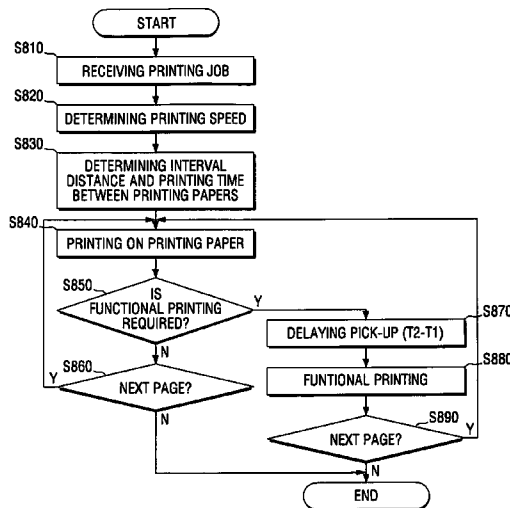 START
S810
RECEIVING PRINTING JOB
S820
DETERMINING PRINTING SPEED
S830
DETERMINING INTERVAL
DISTANCE AND PRINTING TIME
BETWEEN PRINTING PAPERS
S840
PRINTING ON PRINTING PAPER
S850
IS
FUNCTIONAL PRINTING
REQUIRED?
Y
N
S870
DELAYING PICK-UP (T2-T1)
S860
Y
NEXT PAGE?
N
S880
FUNTIONAL PRINTING
S890
NEXT PAGE?
Y
N
END